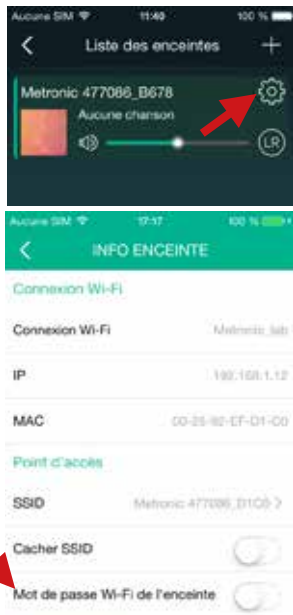 Aucune SIM 11:40 100 %
Liste des enceintes
Metronic 477086_B678
Aucune chanson
LR
Aucune SIM 17:17 100 %
INFO ENCEINTE
Connexion Wi-Fi
Connexion Wi-Fi Metronic_lab
IP 192.168.1.12
MAC 00-25-92-EF-D1-C0
Point d'accès
SSID Metronic 477086_D1C0 >
Cacher SSID
Mot de passe Wi-Fi de l'enceinte